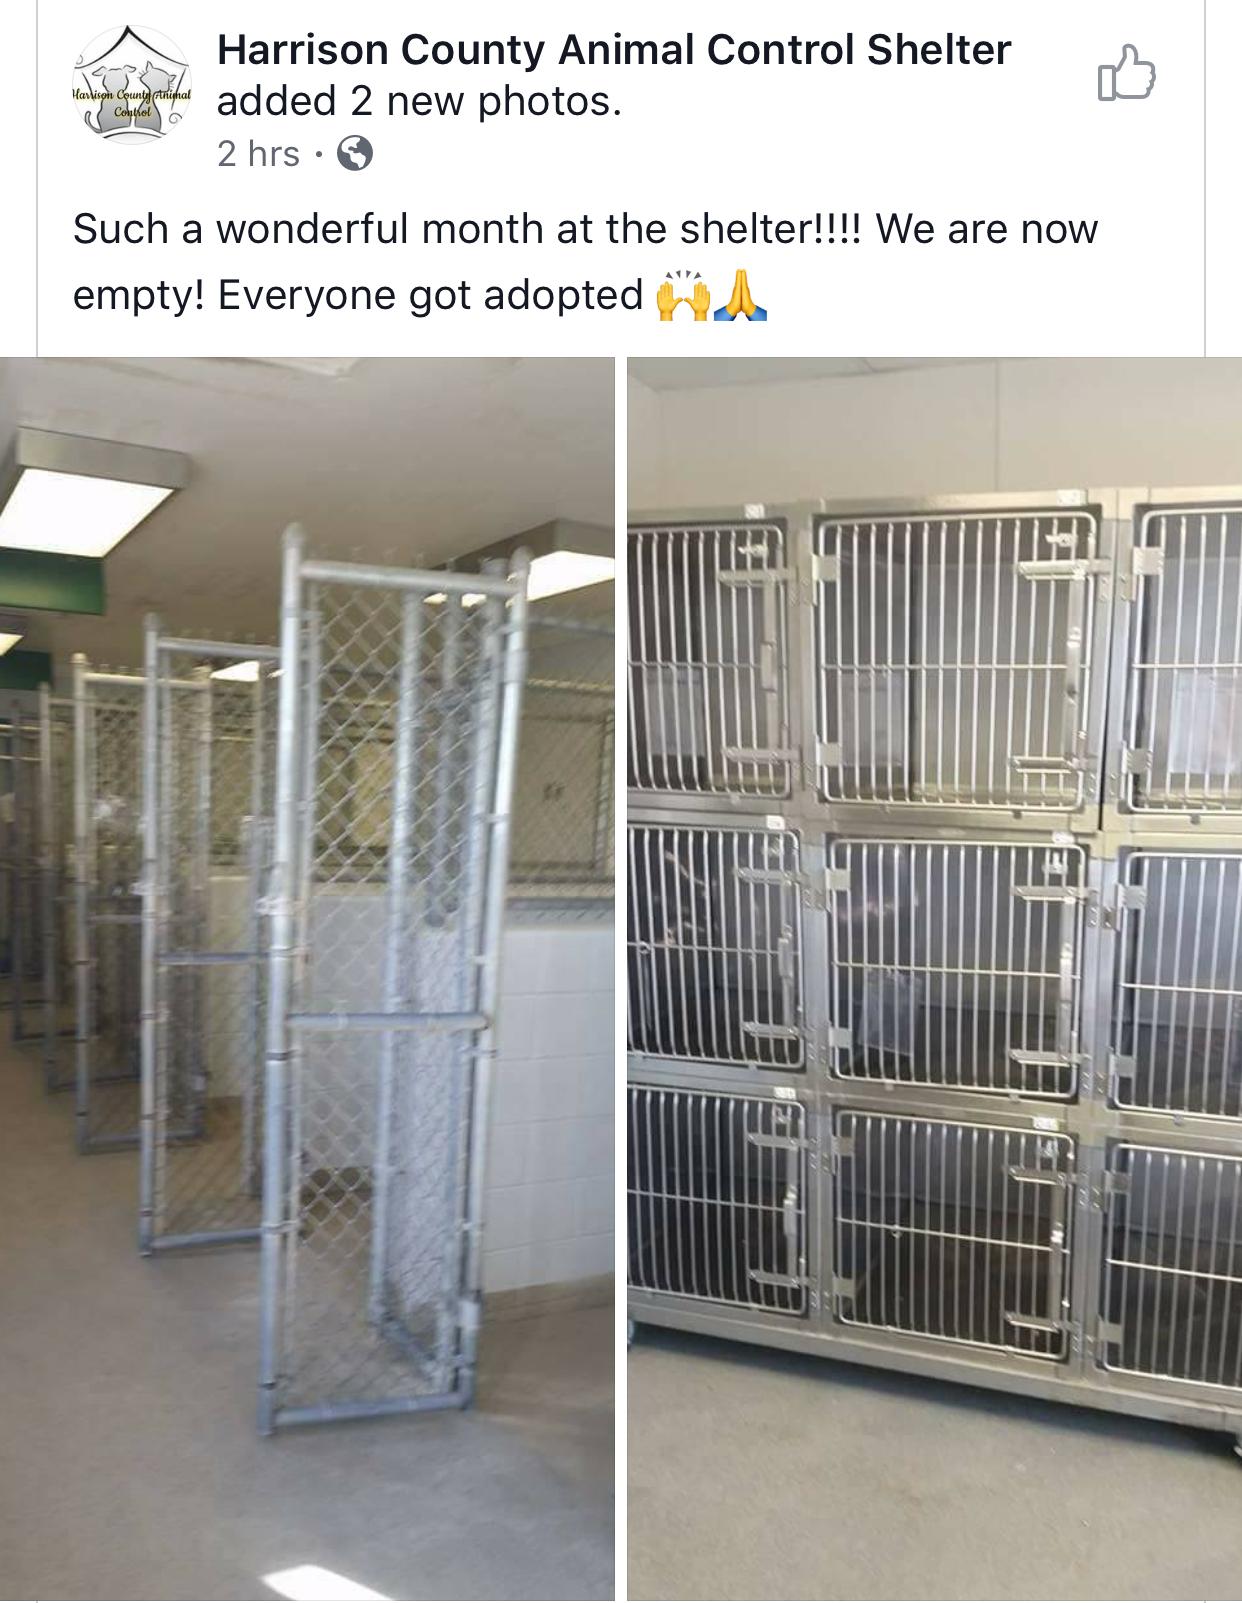 Harrison County Animal
Control
Harrison County Animal Control Shelter
added 2 new photos.
2 hrs ·
Such a wonderful month at the shelter!!!! We are now
empty! Everyone got adopted 🙌🙏